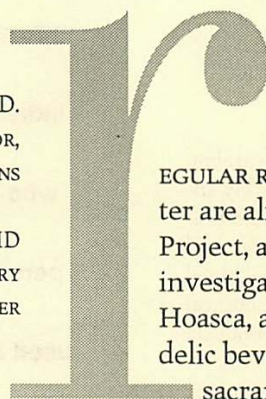 D.
OR,
NS
ID
RY
ER
r
EGULAR R
ter are al
Project, a
investiga
Hoasca, a
delic bev
sacra